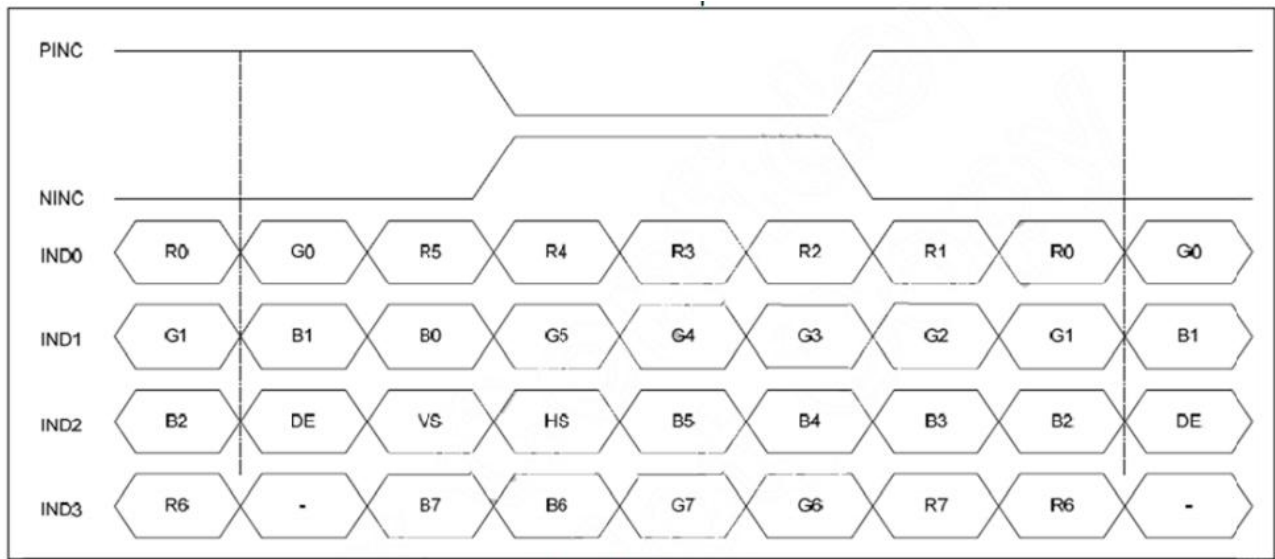 PINC
NINC
IND0 R0 G0 R5 R4 R3 R2 R1 R0 G0
IND1 G1 B1 B0 G5 G4 G3 G2 G1 B1
IND2 B2 DE VS HS B5 B4 B3 B2 DE
IND3 R6 - B7 B6 G7 G6 R7 R6 -